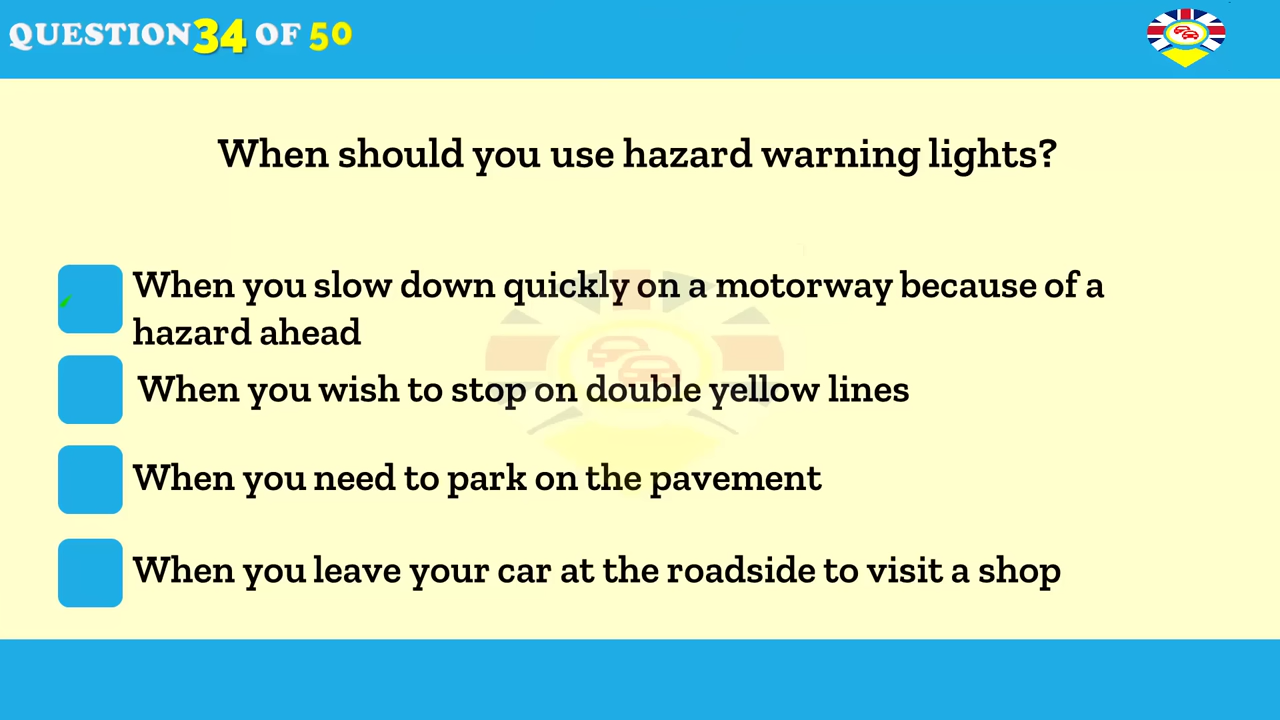 QUESTION 34 OF 50
When should you use hazard warning lights?
When you slow down quickly on a motorway because of a
hazard ahead
When you wish to stop on double yellow lines
When you need to park on the pavement
When you leave your car at the roadside to visit a shop